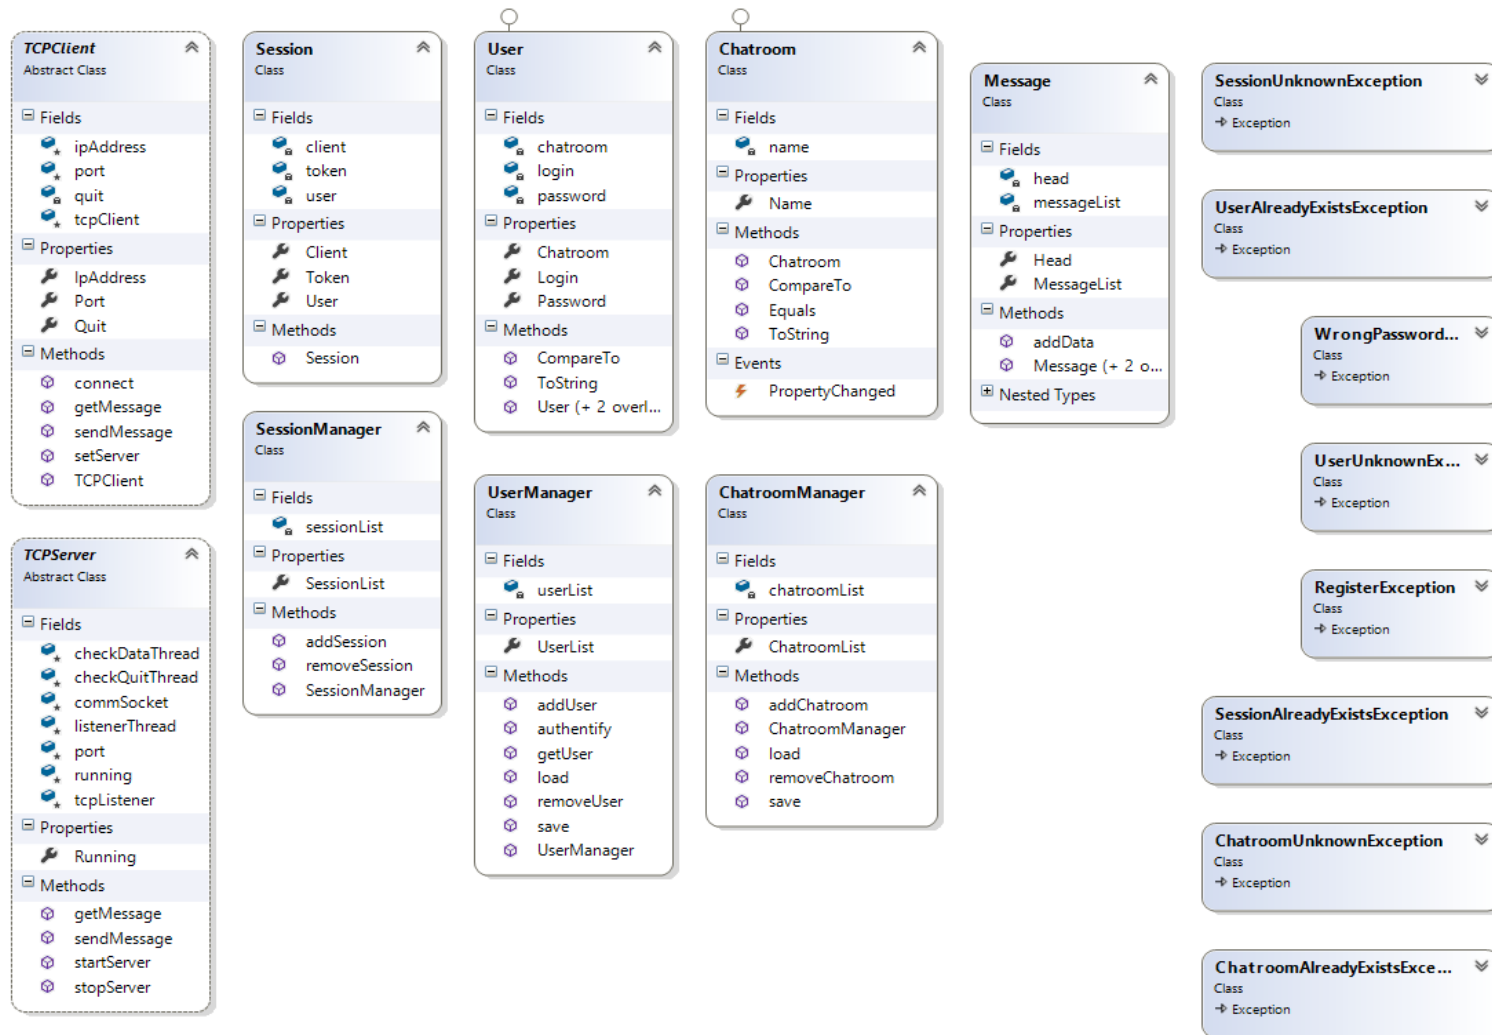 TCPClient
Abstract Class
Fields
ipAddress
port
quit
tcpClient
Properties
IpAddress
Port
Quit
Methods
connect
getMessage
sendMessage
setServer
TCPClient
TCPServer
Abstract Class
Fields
checkDataThread
checkQuitThread
commSocket
listenerThread
port
running
tcpListener
Properties
Running
Methods
getMessage
sendMessage
startServer
stopServer
Session
Class
Fields
client
token
user
Properties
Client
Token
User
Methods
Session
SessionManager
Class
Fields
sessionList
Properties
SessionList
Methods
addSession
removeSession
SessionManager
User
Class
Fields
chatroom
login
password
Properties
Chatroom
Login
Password
Methods
CompareTo
ToString
User (+ 2 overl...
UserManager
Class
Fields
userList
Properties
UserList
Methods
addUser
authentify
getUser
load
removeUser
save
UserManager
Chatroom
Class
Fields
name
Properties
Name
Methods
Chatroom
CompareTo
Equals
ToString
Events
PropertyChanged
ChatroomManager
Class
Fields
chatroomList
Properties
ChatroomList
Methods
addChatroom
ChatroomManager
load
removeChatroom
save
Message
Class
Fields
head
messageList
Properties
Head
MessageList
Methods
addData
Message (+ 2 o...
Nested Types
SessionUnknownException
Class
Exception
UserAlreadyExistsException
Class
Exception
WrongPassword...
Class
Exception
UserUnknownEx...
Class
Exception
RegisterException
Class
Exception
SessionAlreadyExistsException
Class
Exception
ChatroomUnknownException
Class
Exception
ChatroomAlreadyExistsExce...
Class
Exception